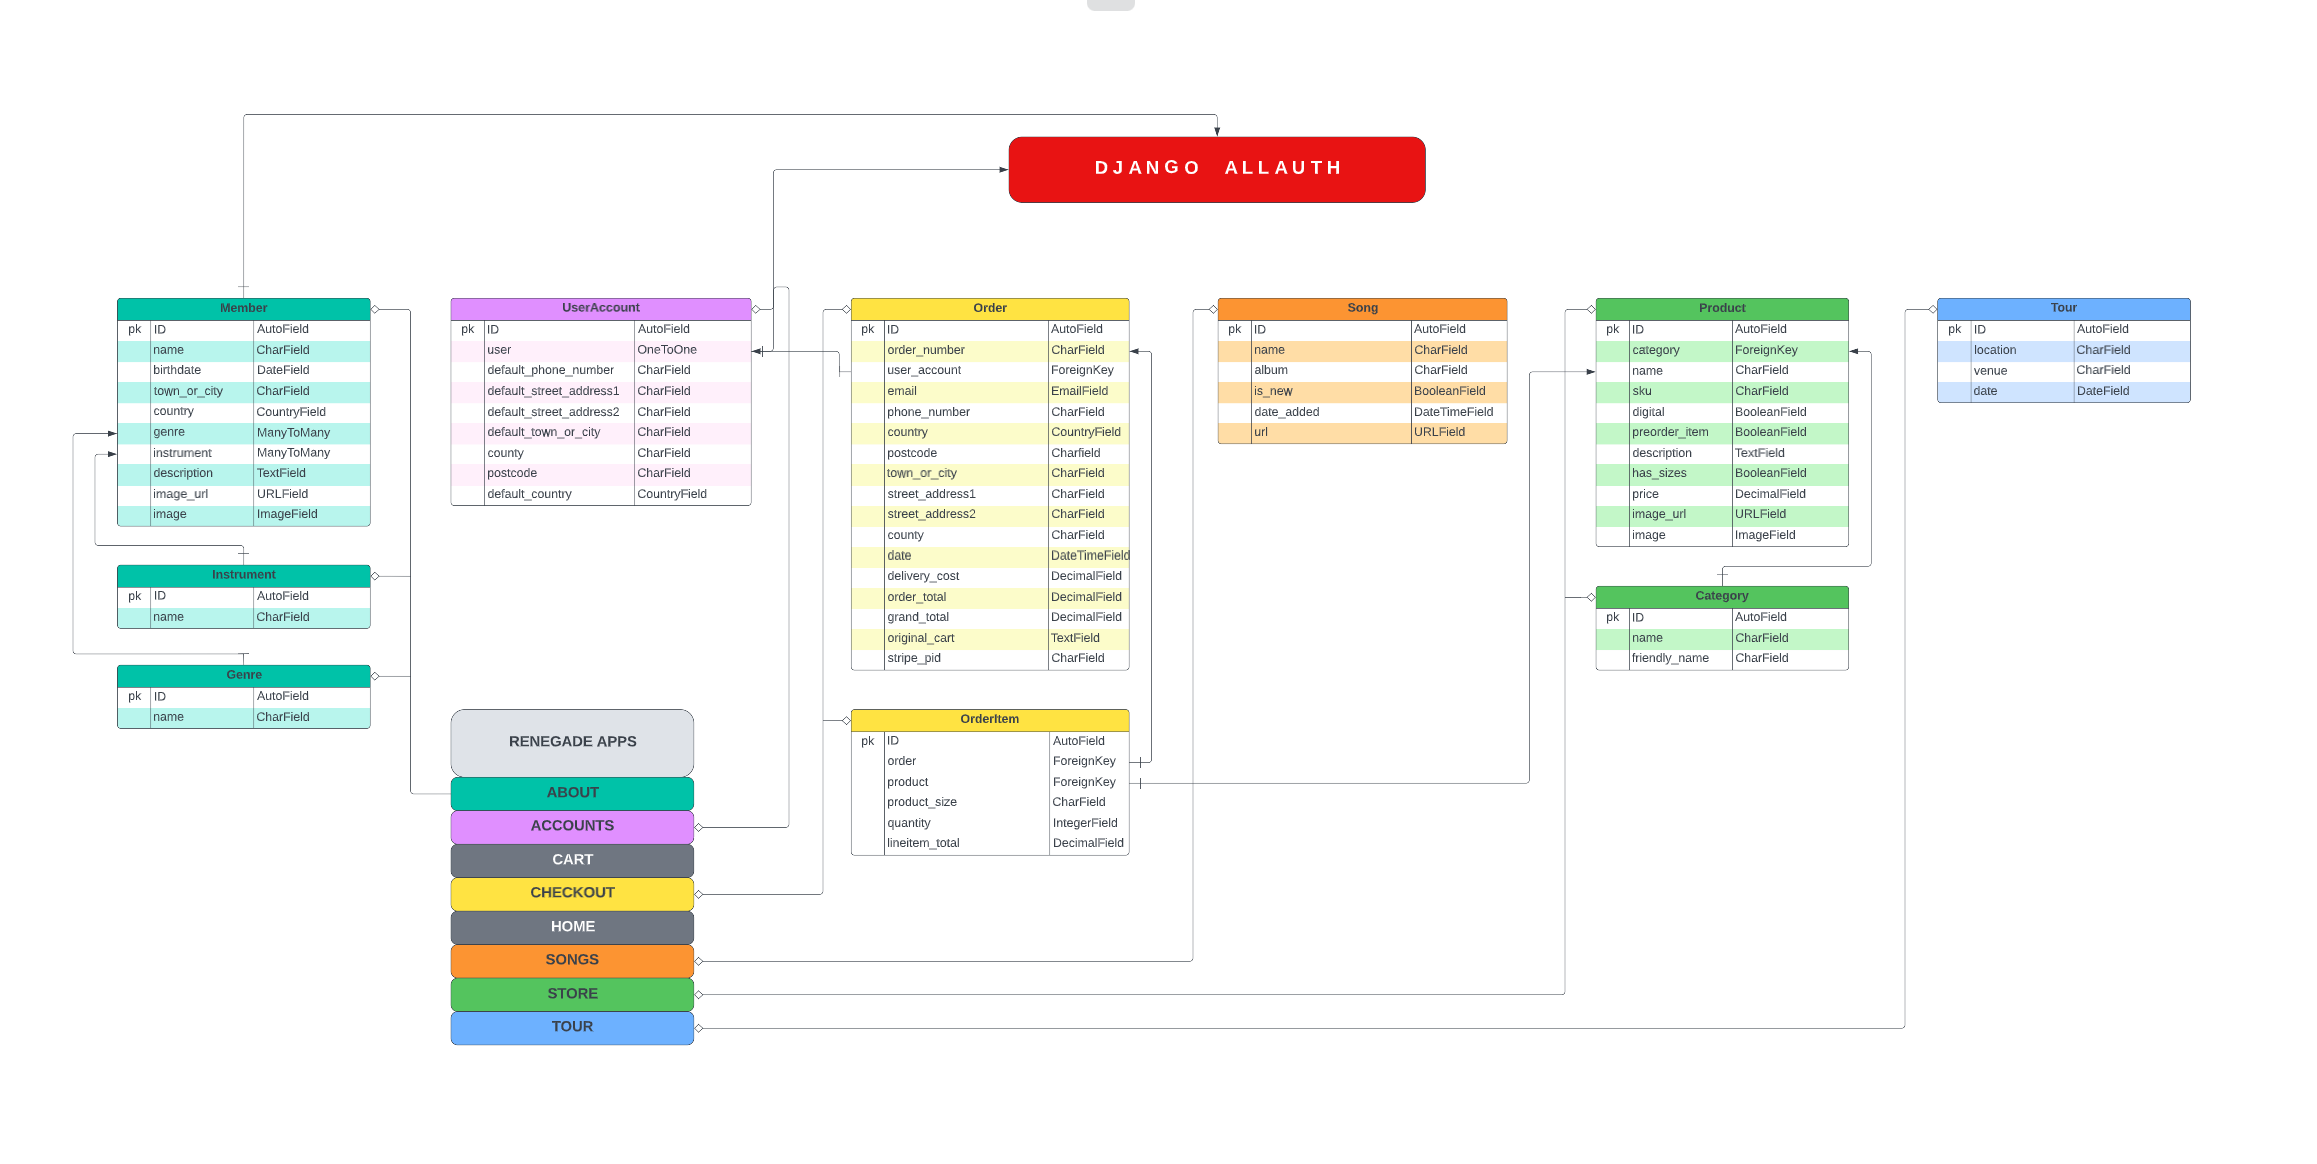 DJANGO ALLAUTH
Member
pk ID AutoField
name CharField
birthdate DateField
town_or_city CharField
country CountryField
genre ManyToMany
instrument ManyToMany
description TextField
image_url URLField
image ImageField
Instrument
pk ID AutoField
name CharField
Genre
pk ID AutoField
name CharField
UserAccount
pk ID AutoField
user OneToOne
default_phone_number CharField
default_street_address1 CharField
default_street_address2 CharField
default_town_or_city CharField
county CharField
postcode CharField
default_country CountryField
RENEGADE APPS
ABOUT
ACCOUNTS
CART
CHECKOUT
HOME
SONGS
STORE
TOUR
Order
pk ID AutoField
order_number CharField
user_account ForeignKey
email EmailField
phone_number CharField
country CountryField
postcode Charfield
town_or_city CharField
street_address1 CharField
street_address2 CharField
county CharField
date DateTimeField
delivery_cost DecimalField
order_total DecimalField
grand_total DecimalField
original_cart TextField
stripe_pid CharField
OrderItem
pk ID AutoField
order ForeignKey
product ForeignKey
product_size CharField
quantity IntegerField
lineitem_total DecimalField
Song
pk ID AutoField
name CharField
album CharField
is_new BooleanField
date_added DateTimeField
url URLField
Product
pk ID AutoField
category ForeignKey
name CharField
sku CharField
digital BooleanField
preorder_item BooleanField
description TextField
has_sizes BooleanField
price DecimalField
image_url URLField
image ImageField
Category
pk ID AutoField
name CharField
friendly_name CharField
Tour
pk ID AutoField
location CharField
venue CharField
date DateField